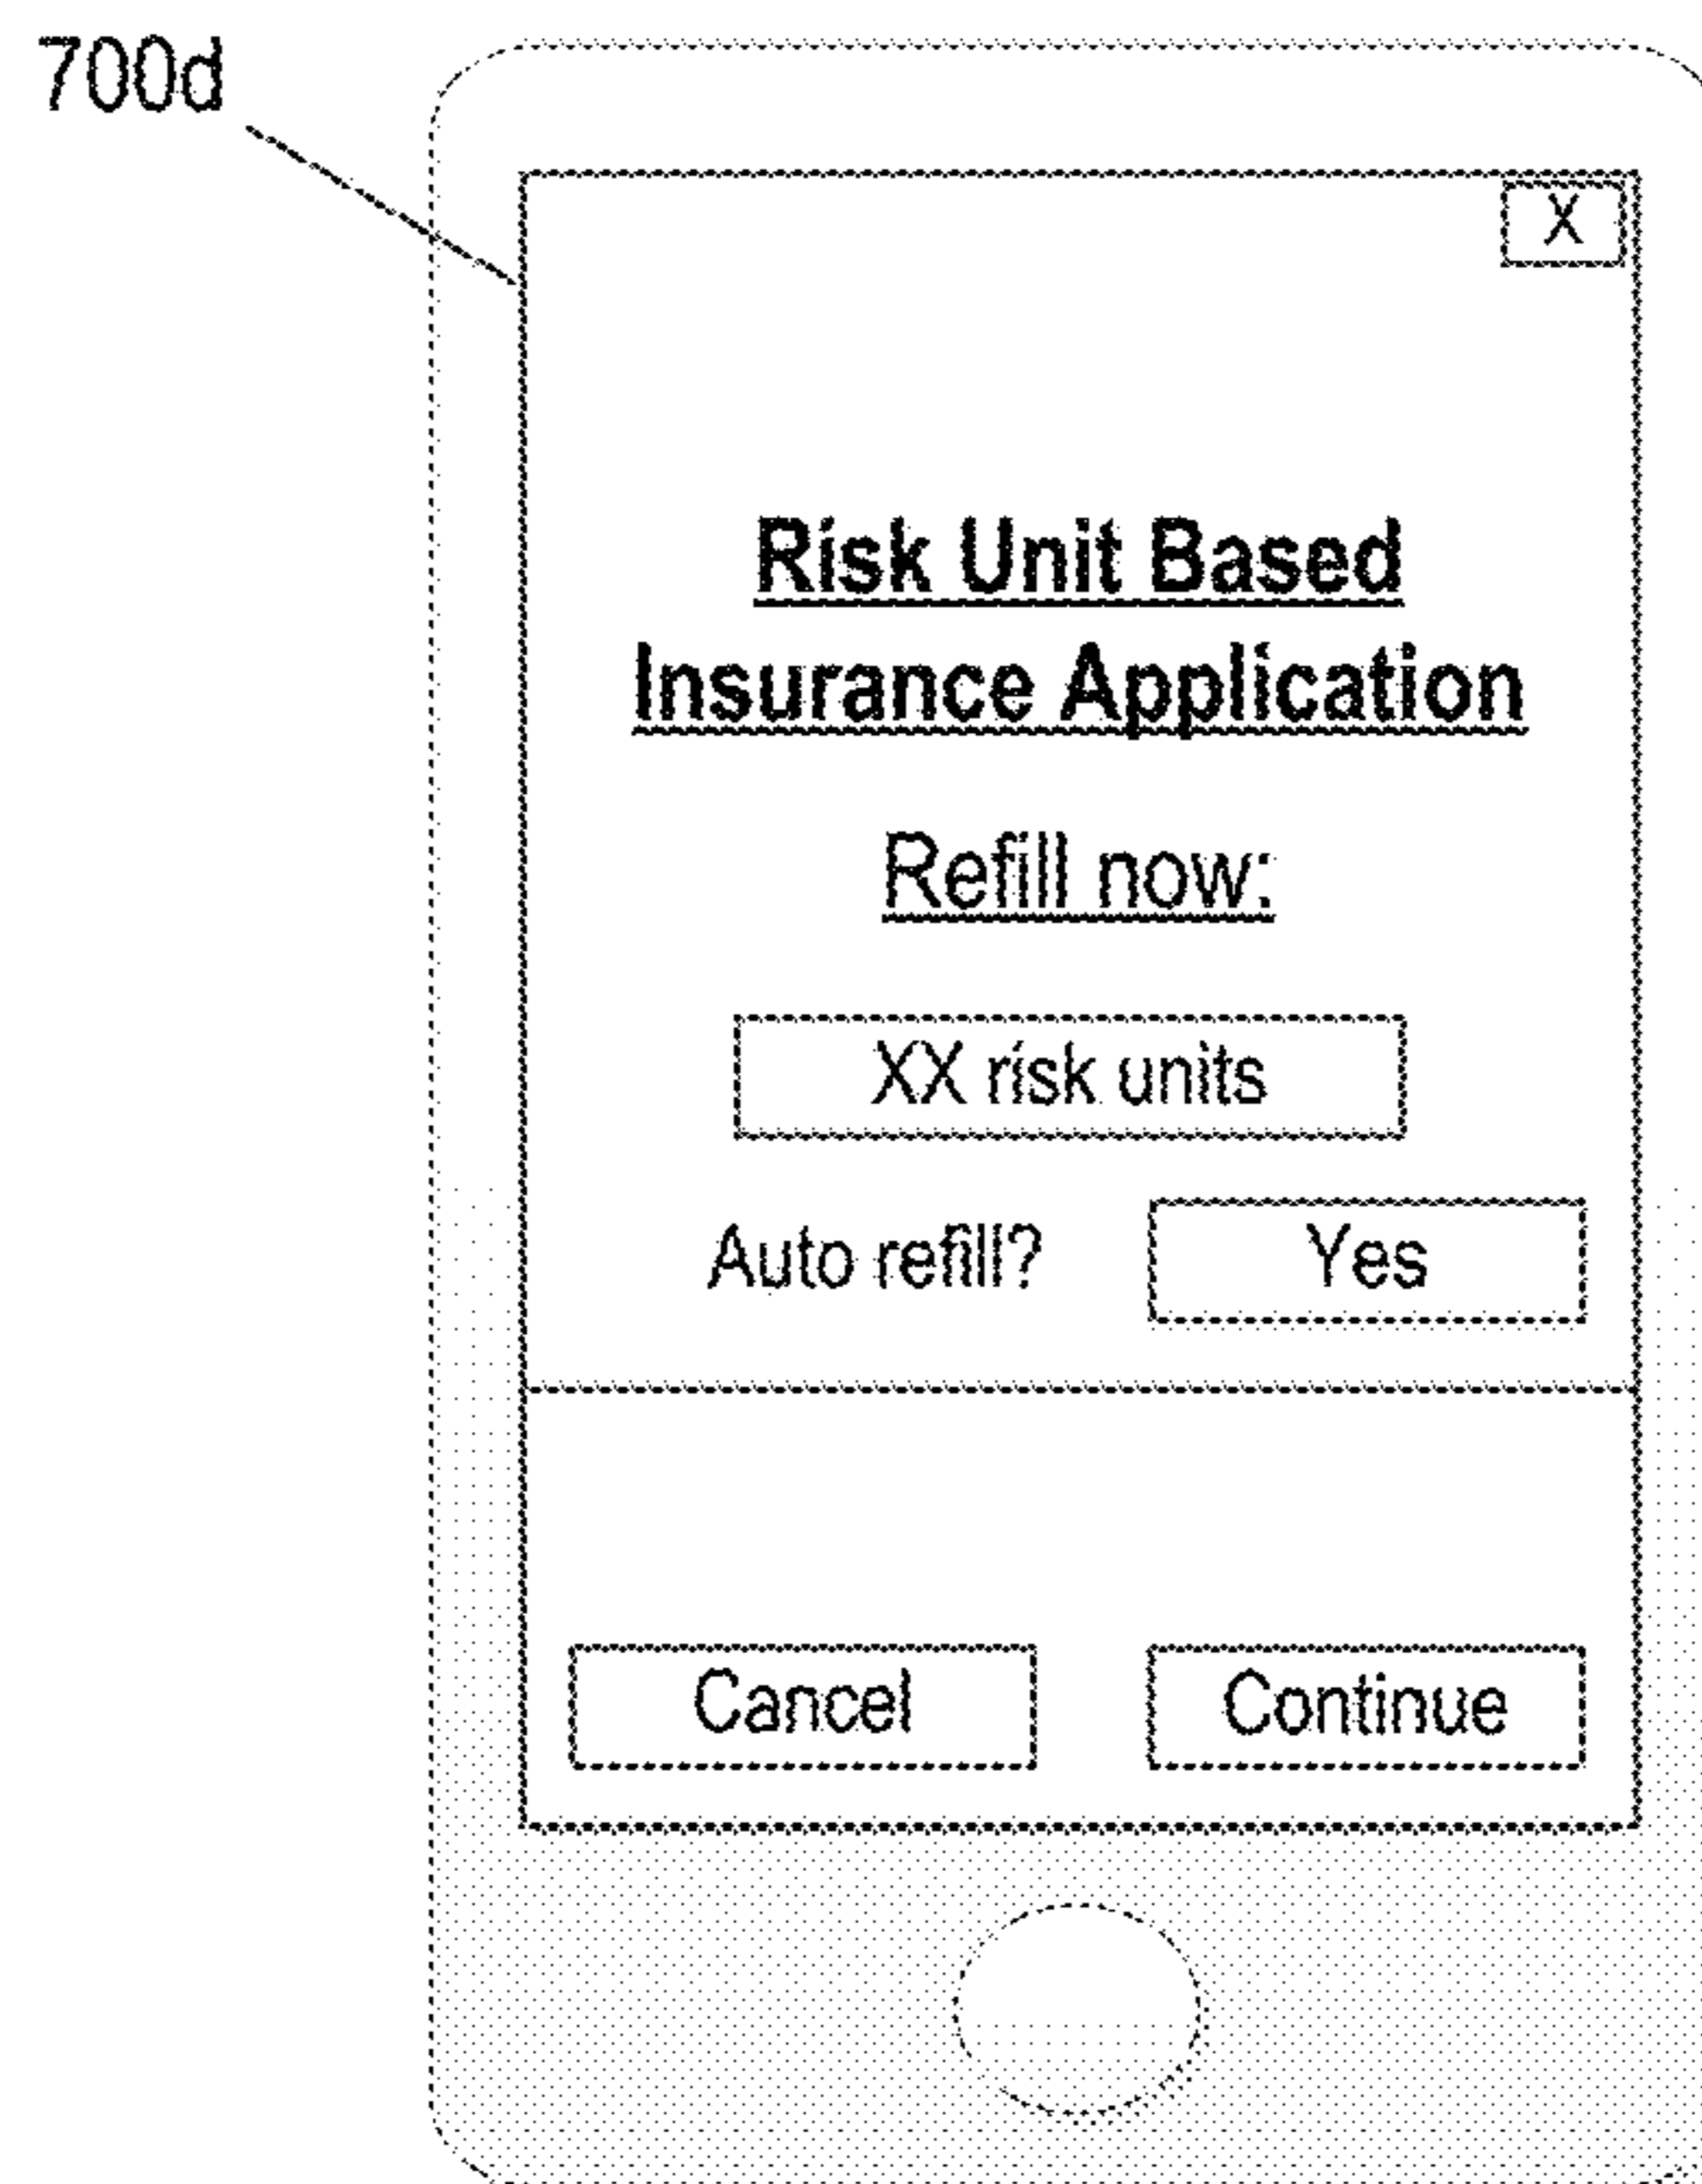 700d
X
Risk Unit Based
Insurance Application
Refill now:
XX risk units
Auto refill? Yes
Cancel Continue